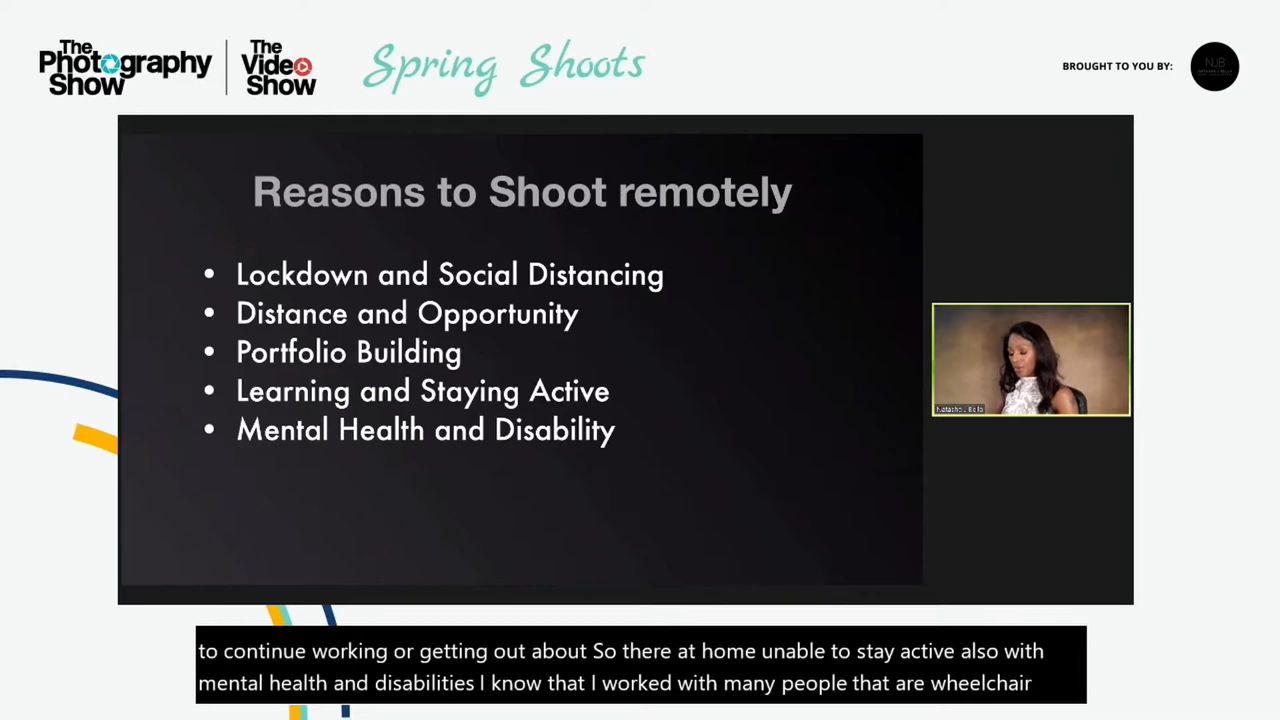 The Photography Show
The Video Show
Spring Shoots
BROUGHT TO YOU BY:
NJB
Reasons to Shoot remotely
• Lockdown and Social Distancing
• Distance and Opportunity
• Portfolio Building
• Learning and Staying Active
• Mental Health and Disability
to continue working or getting out about So there at home unable to stay active also with
mental health and disabilities I know that I worked with many people that are wheelchair